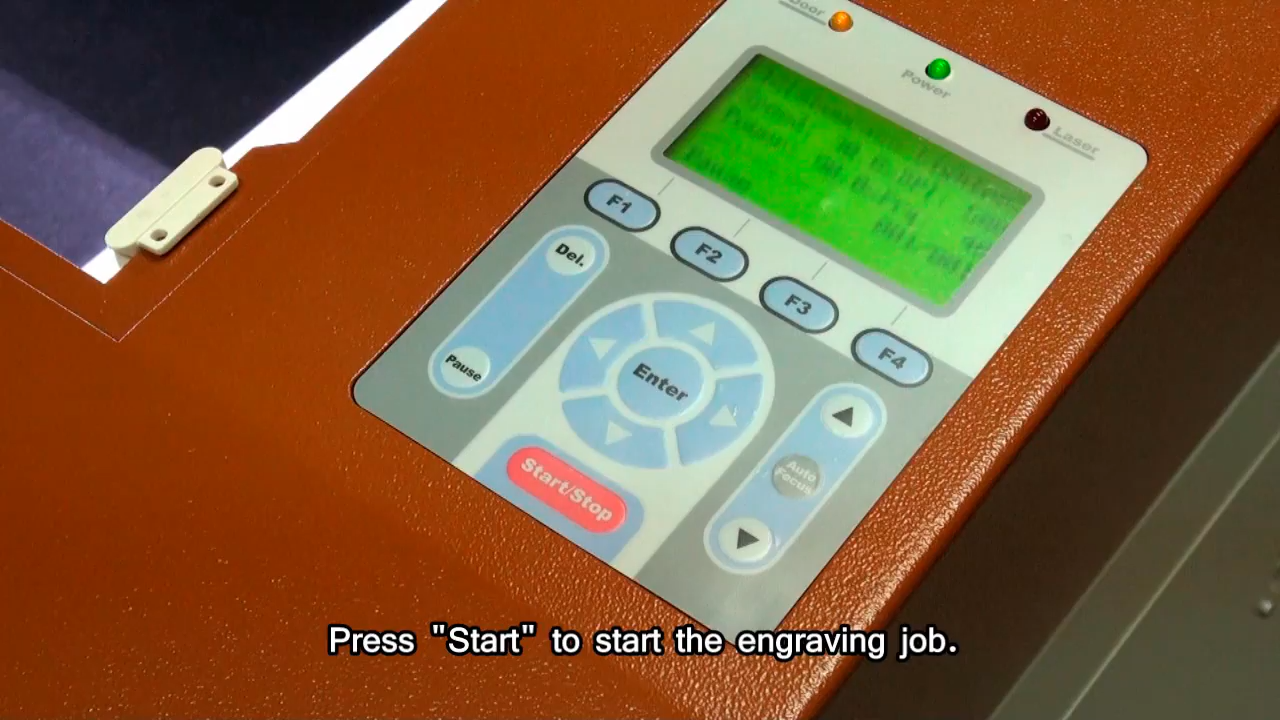 Door
Power
Laser
F1
F2
F3
F4
Del.
Pause
Enter
Auto
Focus
Start/Stop
Press "Start" to start the engraving job.